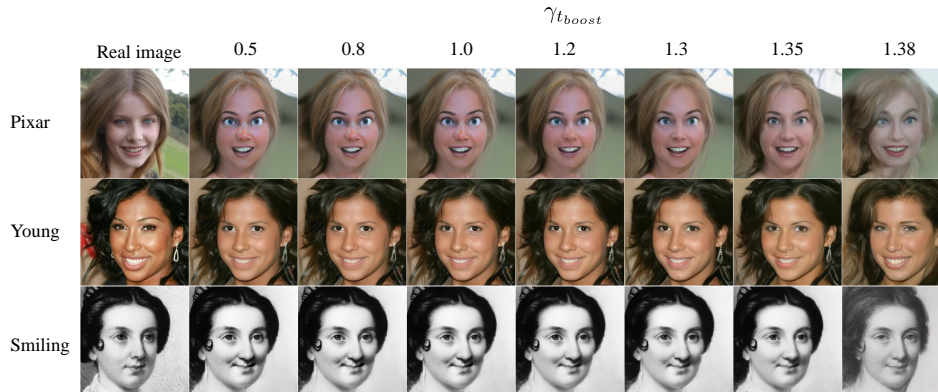 γ_{t_{boost}}
Real image 0.5 0.8 1.0 1.2 1.3 1.35 1.38
Pixar
Young
Smiling